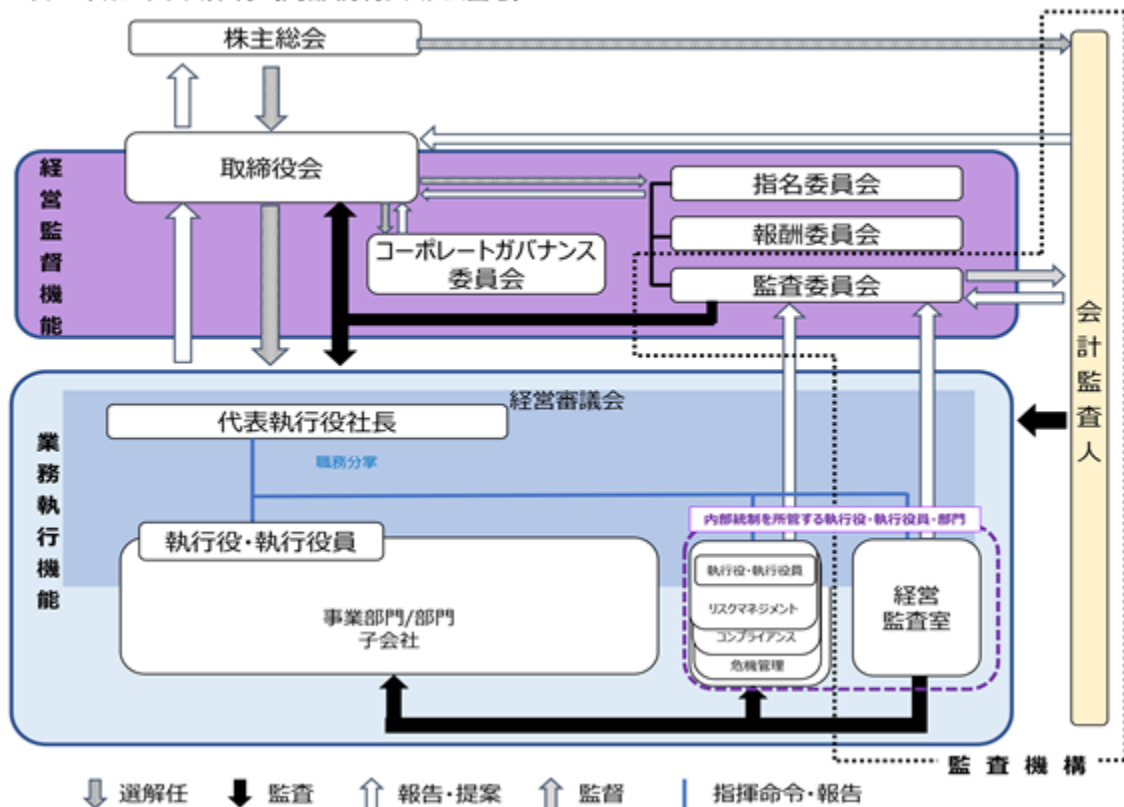 株主総会
取締役会
経営監督機能
指名委員会
報酬委員会
コーポレートガバナンス
委員会
監査委員会
会計監査人
経営審議会
代表執行役社長
職務分掌
業務執行機能
内部統制を所管する執行役・執行役員・部門
執行役・執行役員
事業部門/部門
子会社
執行役・執行役員
リスクマネジメント
コンプライアンス
危機管理
経営
監査室
監査機構
選解任
監査
報告・提案
監督
指揮命令・報告